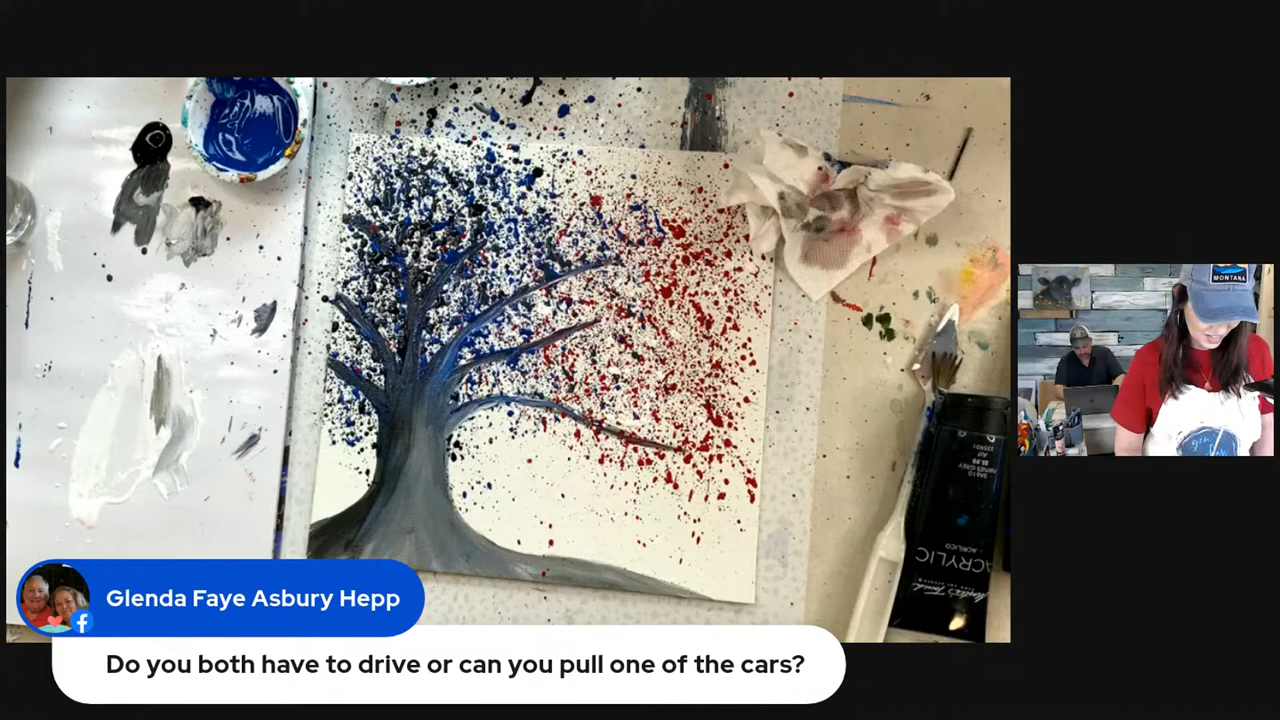 MONTANA
ACRYLIC
Glenda Faye Asbury Hepp
Do you both have to drive or can you pull one of the cars?